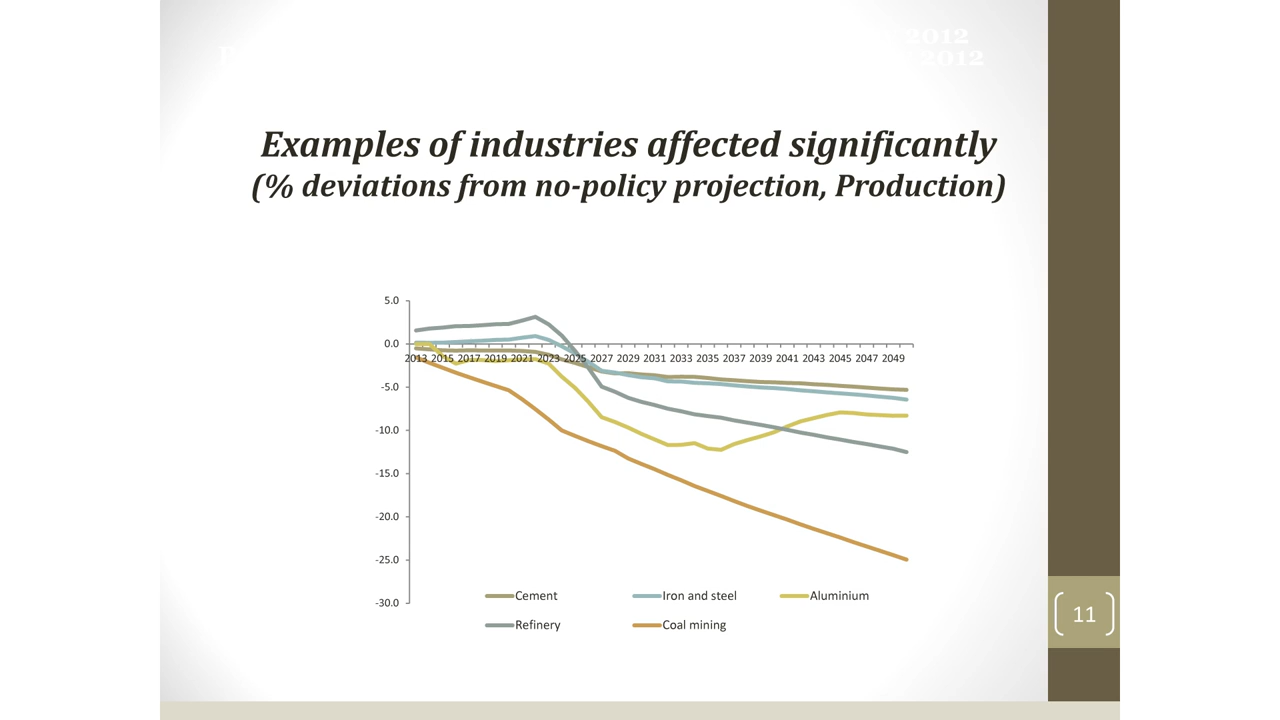 2012
2012
Examples of industries affected significantly
(% deviations from no-policy projection, Production)
5.0
0.0
2013 2015 2017 2019 2021 2023 2025 2027 2029 2031 2033 2035 2037 2039 2041 2043 2045 2047 2049
-5.0
-10.0
-15.0
-20.0
-25.0
-30.0
Cement Iron and steel Aluminium
Refinery Coal mining
11